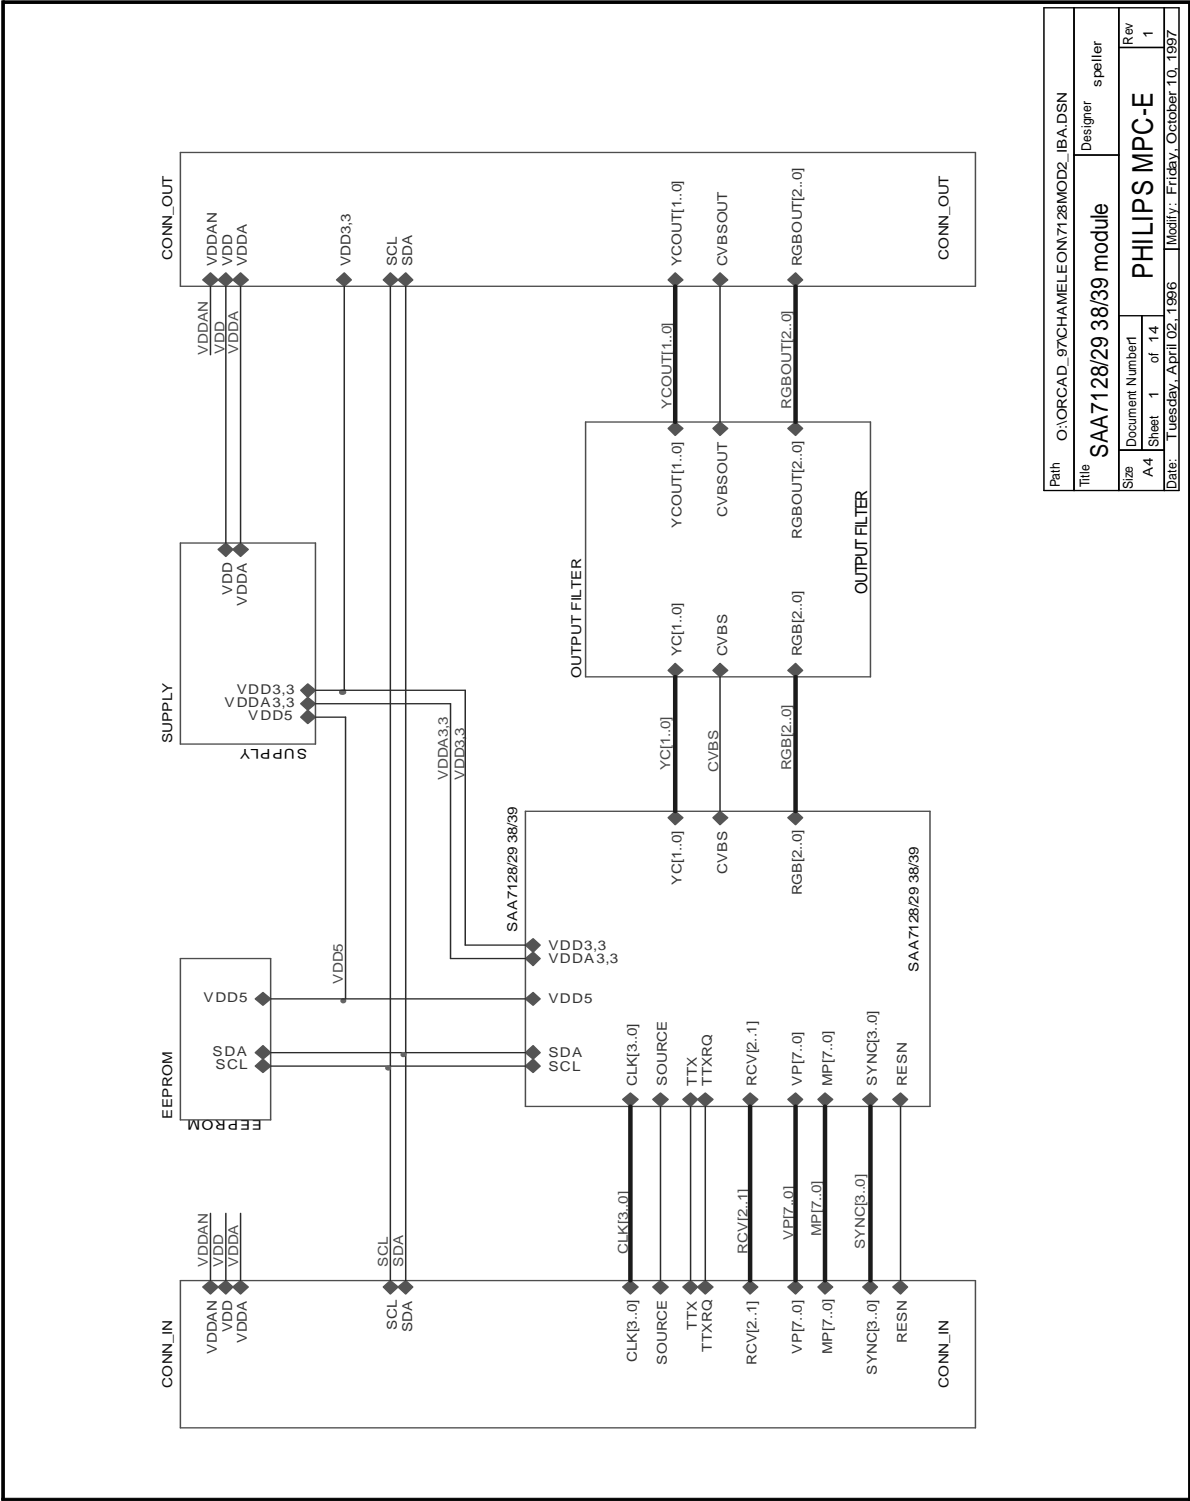 CONN_IN
VDDAN
VDD
VDDA
SCL
SDA
CLK[3..0]
SOURCE
TTX
TTXRQ
RCV[2..1]
VP[7..0]
MP[7..0]
SYNC[3..0]
RESN
CONN_IN
VDDAN
VDD
VDDA
SCL
SDA
CLK[3..0]
RCV[2..1]
VP[7..0]
MP[7..0]
SYNC[3..0]
EEPROM
VDD5
SDA
SCL
EEPROM
VDD5
SAA7128/29 38/39
VDD3,3
VDDA3,3
VDD5
SDA
SCL
CLK[3..0]
SOURCE
TTX
TTXRQ
RCV[2..1]
VP[7..0]
MP[7..0]
SYNC[3..0]
RESN
YC[1..0]
CVBS
RGB[2..0]
SAA7128/29 38/39
SUPPLY
VDD3,3
VDDA3,3
VDD5
VDD
VDDA
SUPPLY
VDDA3,3
VDD3,3
YC[1..0]
CVBS
RGB[2..0]
OUTPUT FILTER
YC[1..0]
CVBS
RGB[2..0]
YCOUT[1..0]
CVBSOUT
RGBOUT[2..0]
OUTPUT FILTER
VDDAN
VDD
VDDA
YCOUT[1..0]
RGBOUT[2..0]
CONN_OUT
VDDAN
VDD
VDDA
VDD3,3
SCL
SDA
YCOUT[1..0]
CVBSOUT
RGBOUT[2..0]
CONN_OUT
Path O:\ORCAD_97\CHAMELEON\7128MOD2_IBA.DSN
Title Designer speller
SAA7128/29 38/39 module
Size Document Number1 PHILIPS MPC-E Rev
A4 Sheet 1 of 14 1
Date: Tuesday, April 02, 1996 Modify: Friday, October 10, 1997